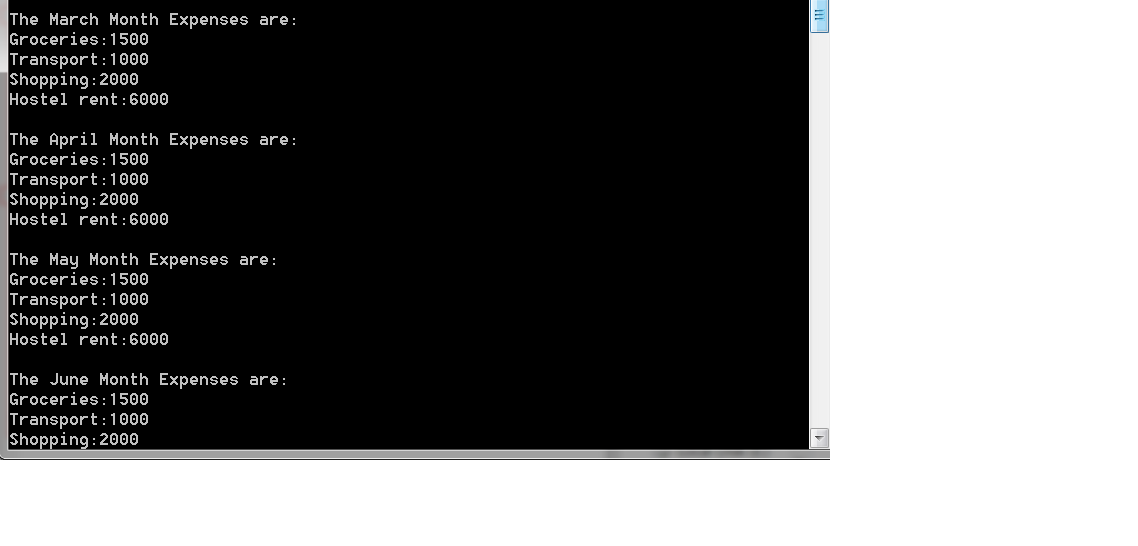 The March Month Expenses are:
Groceries:1500
Transport:1000
Shopping:2000
Hostel rent:6000
The April Month Expenses are:
Groceries:1500
Transport:1000
Shopping:2000
Hostel rent:6000
The May Month Expenses are:
Groceries:1500
Transport:1000
Shopping:2000
Hostel rent:6000
The June Month Expenses are:
Groceries:1500
Transport:1000
Shopping:2000